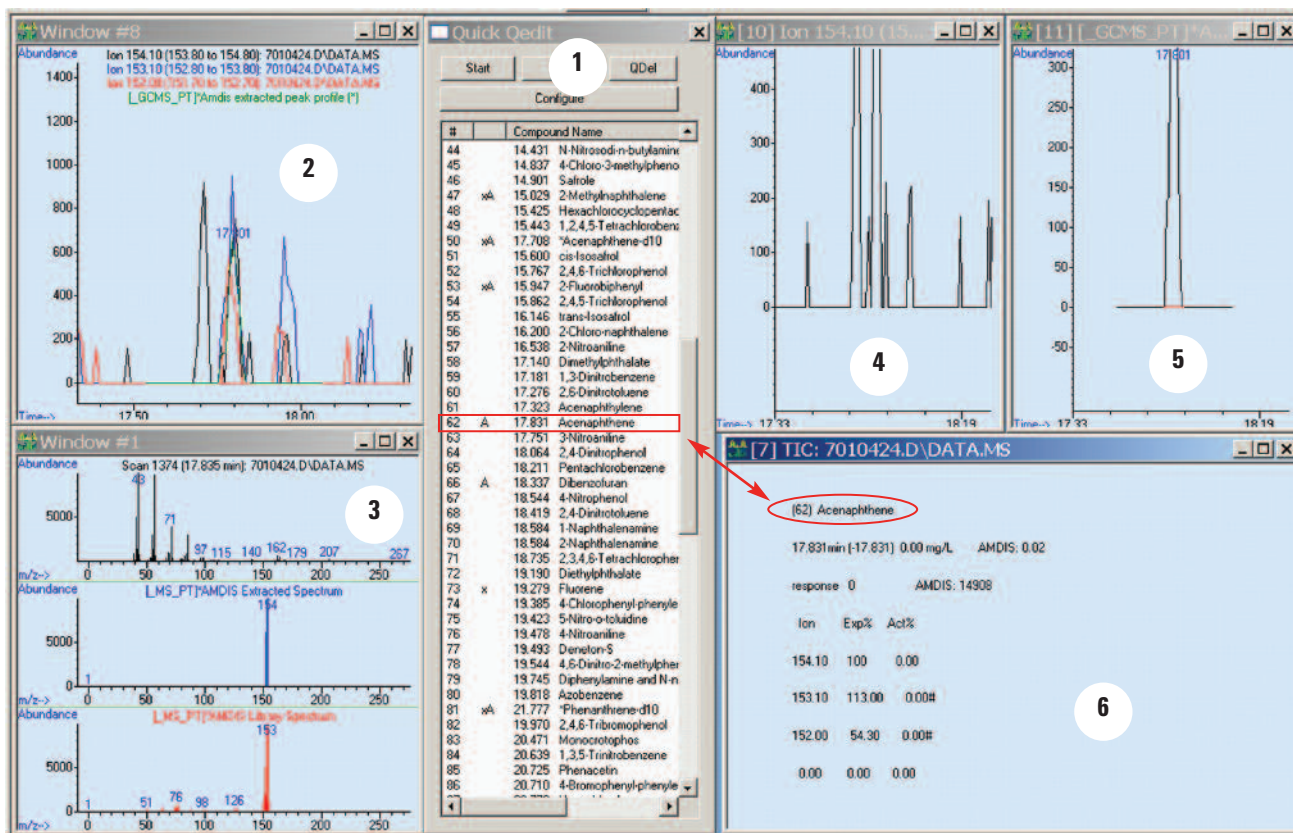 Window #8
Abundance
Ion 154.10 (153.80 to 154.80): 7010424.D\DATA.MS
Ion 153.10 (152.80 to 153.80): 7010424.D\DATA.MS
Ion 152.00 (151.70 to 152.70): 7010424.D\DATA.MS
[_GCMS_PT]*Amdis extracted peak profile (*)
1400
1200
1000
800
600
400
200
0
17.801
2
Time-->
17.50
18.00
Window #1
Abundance
Scan 1374 (17.835 min): 7010424.D\DATA.MS
5000
43
71
97
115
140
162
179
207
267
3
m/z-->
0 50 100 150 200 250
Abundance
[_MS_PT]*AMDIS Extracted Spectrum
154
5000
1
0
m/z-->
0 50 100 150 200 250
Abundance
[_MS_PT]*AMDIS Library Spectrum
153
5000
1
51
76
98
126
0
m/z-->
0 50 100 150 200 250
Quick Qedit
Start
1
QDel
Configure
# Compound Name
44 14.431 N-Nitrosodi-n-butylamine
45 14.837 4-Chloro-3-methylpheno
46 14.901 Safrole
47 xA 15.029 2-Methylnaphthalene
48 15.425 Hexachlorocyclopentac
49 15.443 1,2,4,5-Tetrachlorobenz
50 xA 17.708 *Acenaphthene-d10
51 15.600 cis-Isosafrol
52 15.767 2,4,6-Trichlorophenol
53 xA 15.947 2-Fluorobiphenyl
54 15.862 2,4,5-Trichlorophenol
55 16.146 trans-Isosafrol
56 16.200 2-Chloro-naphthalene
57 16.538 2-Nitroaniline
58 17.140 Dimethylphthalate
59 17.181 1,3-Dinitrobenzene
60 17.276 2,6-Dinitrotoluene
61 17.323 Acenaphthylene
62 A 17.831 Acenaphthene
63 17.751 3-Nitroaniline
64 18.064 2,4-Dinitrophenol
65 18.211 Pentachlorobenzene
66 A 18.337 Dibenzofuran
67 18.544 4-Nitrophenol
68 18.419 2,4-Dinitrotoluene
69 18.584 1-Naphthalenamine
70 18.584 2-Naphthalenamine
71 18.735 2,3,4,6-Tetrachlorophen
72 19.190 Diethylphthalate
73 x 19.279 Fluorene
74 19.385 4-Chlorophenyl-phenyle
75 19.423 5-Nitro-o-toluidine
76 19.478 4-Nitroaniline
77 19.493 Demeton-S
78 19.544 4,6-Dinitro-2-methylpher
79 19.745 Diphenylamine and N-n
80 19.818 Azobenzene
81 xA 21.777 *Phenanthrene-d10
82 19.970 2,4,6-Tribromophenol
83 20.471 Monocrotophos
84 20.639 1,3,5-Trinitrobenzene
85 20.725 Phenacetin
86 20.710 4-Bromophenyl-phenyle
[10] Ion 154.10 (15...
Abundance
400
300
200
100
0
4
Time-->
17.33
18.19
[11] [_GCMS_PT]*A...
Abundance
17.801
300
250
200
150
100
50
0
-50
5
Time-->
17.33
18.19
[7] TIC: 7010424.D\DATA.MS
(62) Acenaphthene
17.831min (-17.831) 0.00 mg/L AMDIS: 0.02
response 0 AMDIS: 14908
Ion Exp% Act%
154.10 100 0.00
153.10 113.00 0.00#
152.00 54.30 0.00#
0.00 0.00 0.00
6